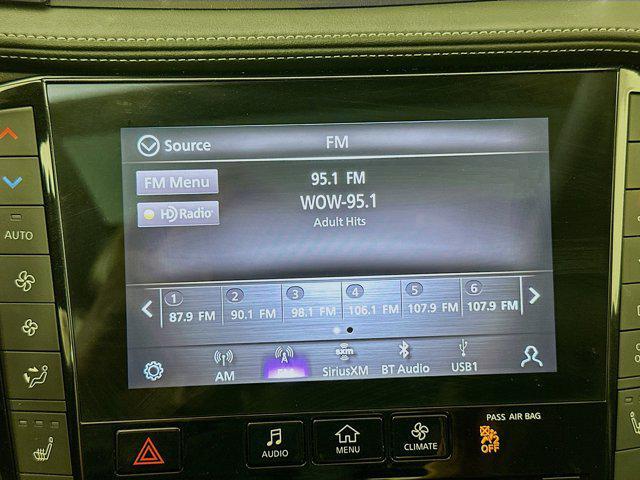 Source FM
FM Menu 95.1 FM
HD Radio WOW-95.1
Adult Hits
AUTO
1 2 3 4 5 6
87.9 FM 90.1 FM 98.1 FM 106.1 FM 107.9 FM 107.9 FM
AM SiriusXM BT Audio USB1
sxm
PASS AIR BAG
AUDIO MENU CLIMATE
OFF